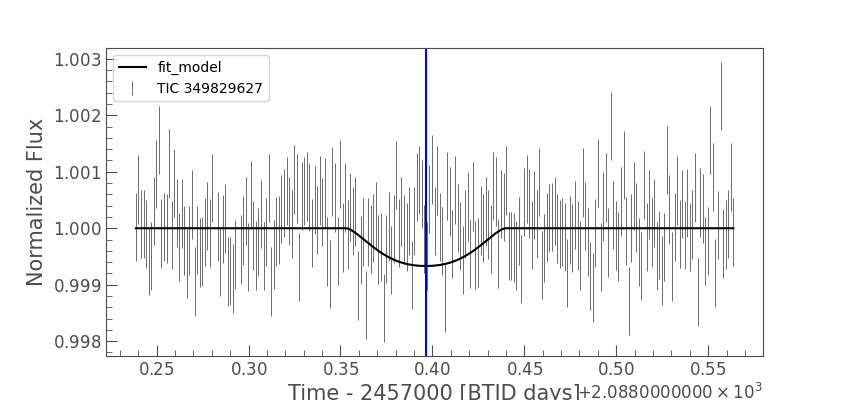 1.003
1.002
1.001
1.000
0.999
0.998
Normalized Flux
fit_model
TIC 349829627
0.25 0.30 0.35 0.40 0.45 0.50 0.55
Time - 2457000 [BTJD days]
+2.0880000000 × 10³